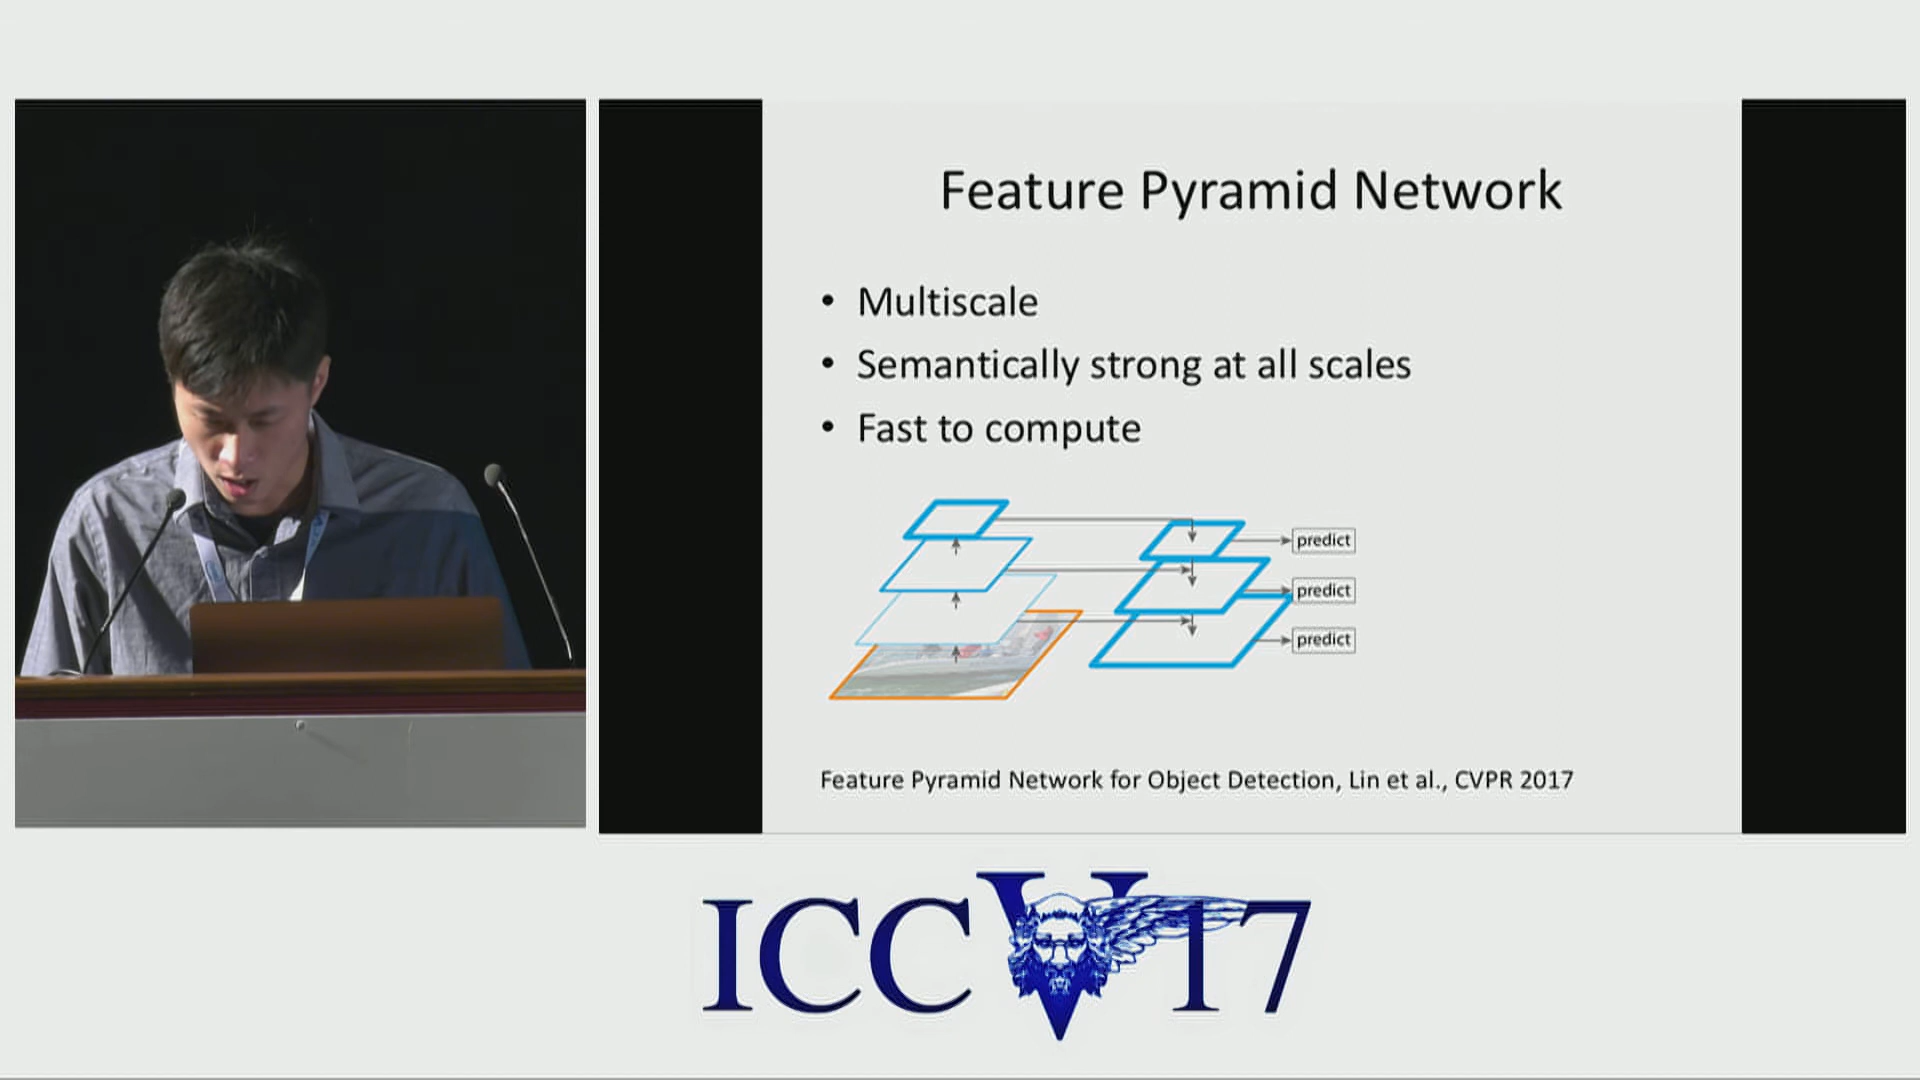 Feature Pyramid Network
• Multiscale
• Semantically strong at all scales
• Fast to compute
predict
predict
predict
Feature Pyramid Network for Object Detection, Lin et al., CVPR 2017
ICCV17